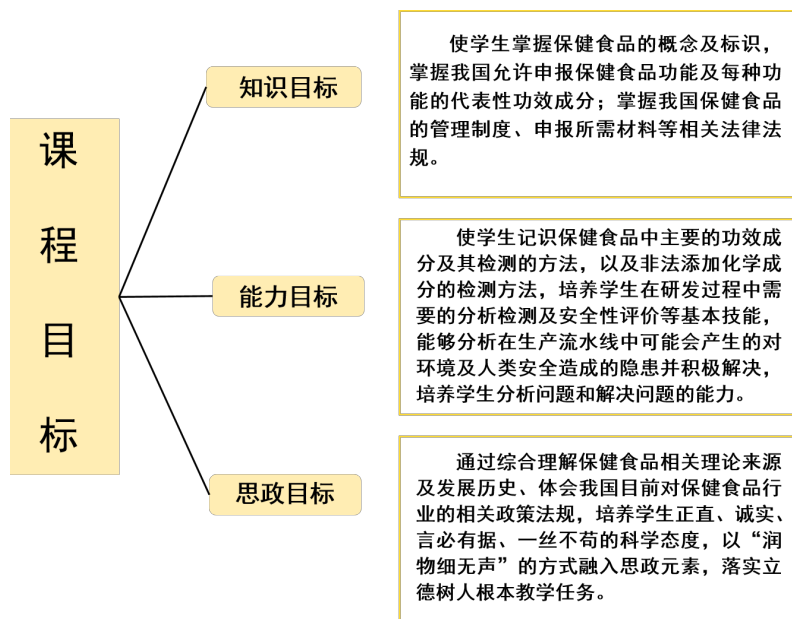 课
程
目
标
知识目标
使学生掌握保健食品的概念及标识，
掌握我国允许申报保健食品功能及每种功
能的代表性功效成分；掌握我国保健食品
的管理制度、申报所需材料等相关法律法
规。
能力目标
使学生记识保健食品中主要的功效成
分及其检测的方法，以及非法添加化学成
分的检测方法，培养学生在研发过程中需
要的分析检测及安全性评价等基本技能，
能够分析在生产流水线中可能会产生的对
环境及人类安全造成的隐患并积极解决，
培养学生分析问题和解决问题的能力。
思政目标
通过综合理解保健食品相关理论来源
及发展历史、体会我国目前对保健食品行
业的相关政策法规，培养学生正直、诚实、
言必有据、一丝不苟的科学态度，以“润
物细无声”的方式融入思政元素，落实立
德树人根本教学任务。